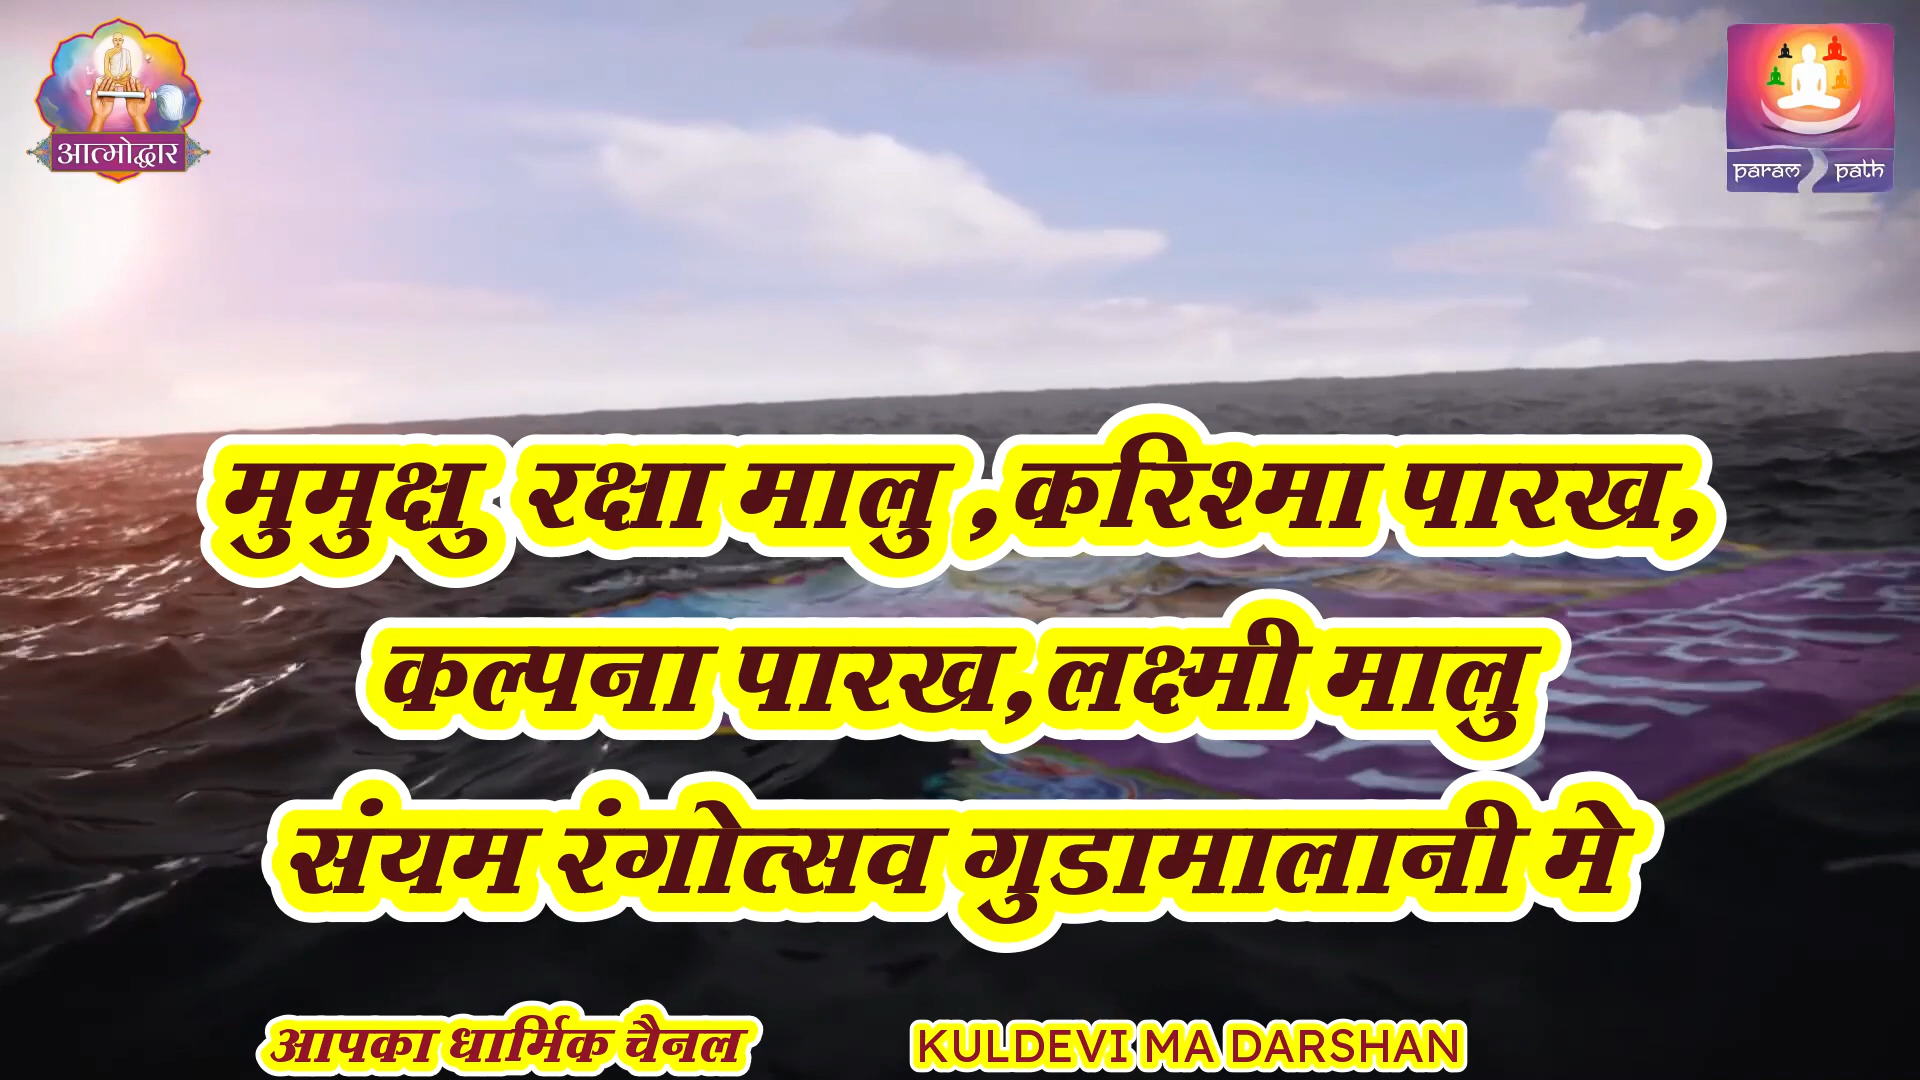 आत्मोद्वार
param path
मुमुक्षु रक्षा मालु ,करिश्मा पारख,
कल्पना पारख,लक्ष्मी मालु
संयम रंगोत्सव गुडामालानी मे
आपका धार्मिक चैनल KULDEVI MA DARSHAN